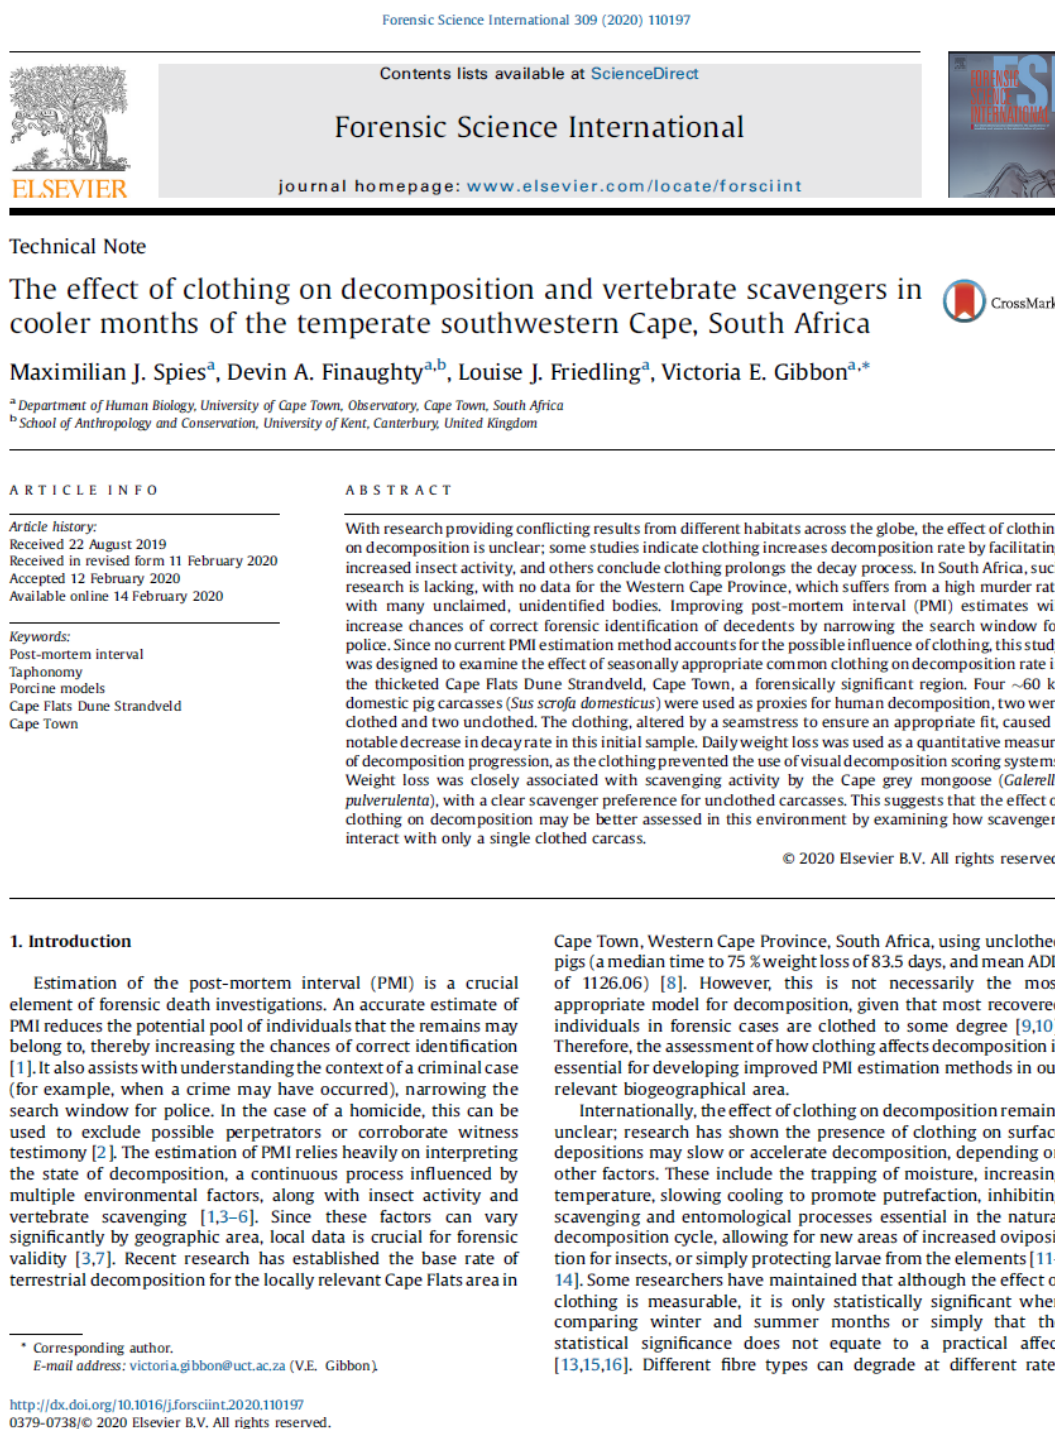 Forensic Science International 309 (2020) 110197
Contents lists available at ScienceDirect
Forensic Science International
journal homepage: www.elsevier.com/locate/forsciint
ELSEVIER
FSI
FORENSIC
SCIENCE
INTERNATIONAL
Technical Note
The effect of clothing on decomposition and vertebrate scavengers in
cooler months of the temperate southwestern Cape, South Africa
CrossMark
Maximilian J. Spiesa, Devin A. Finaughtya,b, Louise J. Friedlinga, Victoria E. Gibbona,*
a Department of Human Biology, University of Cape Town, Observatory, Cape Town, South Africa
b School of Anthropology and Conservation, University of Kent, Canterbury, United Kingdom
ARTICLE INFO
Article history:
Received 22 August 2019
Received in revised form 11 February 2020
Accepted 12 February 2020
Available online 14 February 2020
Keywords:
Post-mortem interval
Taphonomy
Porcine models
Cape Flats Dune Strandveld
Cape Town
ABSTRACT
With research providing conflicting results from different habitats across the globe, the effect of clothin
on decomposition is unclear; some studies indicate clothing increases decomposition rate by facilitatin
increased insect activity, and others conclude clothing prolongs the decay process. In South Africa, suc
research is lacking, with no data for the Western Cape Province, which suffers from a high murder rat
with many unclaimed, unidentified bodies. Improving post-mortem interval (PMI) estimates wi
increase chances of correct forensic identification of decedents by narrowing the search window fo
police. Since no current PMI estimation method accounts for the possible influence of clothing, this study
was designed to examine the effect of seasonally appropriate common clothing on decomposition rate i
the thicketed Cape Flats Dune Strandveld, Cape Town, a forensically significant region. Four ~60 k
domestic pig carcasses (Sus scrofa domesticus) were used as proxies for human decomposition, two wer
clothed and two unclothed. The clothing, altered by a seamstress to ensure an appropriate fit, caused
notable decrease in decay rate in this initial sample. Daily weight loss was used as a quantitative measur
of decomposition progression, as the clothing prevented the use of visual decomposition scoring systems
Weight loss was closely associated with scavenging activity by the Cape grey mongoose (Galerell
pulverulenta), with a clear scavenger preference for unclothed carcasses. This suggests that the effect o
clothing on decomposition may be better assessed in this environment by examining how scavenger
interact with only a single clothed carcass.
© 2020 Elsevier B.V. All rights reserved
1. Introduction
Estimation of the post-mortem interval (PMI) is a crucial
element of forensic death investigations. An accurate estimate of
PMI reduces the potential pool of individuals that the remains may
belong to, thereby increasing the chances of correct identification
[1]. It also assists with understanding the context of a criminal case
(for example, when a crime may have occurred), narrowing the
search window for police. In the case of a homicide, this can be
used to exclude possible perpetrators or corroborate witness
testimony [2]. The estimation of PMI relies heavily on interpreting
the state of decomposition, a continuous process influenced by
multiple environmental factors, along with insect activity and
vertebrate scavenging [1,3–6]. Since these factors can vary
significantly by geographic area, local data is crucial for forensic
validity [3,7]. Recent research has established the base rate of
terrestrial decomposition for the locally relevant Cape Flats area in
Cape Town, Western Cape Province, South Africa, using unclothed
pigs (a median time to 75 % weight loss of 83.5 days, and mean ADD
of 1126.06) [8]. However, this is not necessarily the mos
appropriate model for decomposition, given that most recovered
individuals in forensic cases are clothed to some degree [9,10]
Therefore, the assessment of how clothing affects decomposition i
essential for developing improved PMI estimation methods in ou
relevant biogeographical area.
Internationally, the effect of clothing on decomposition remain
unclear; research has shown the presence of clothing on surfac
depositions may slow or accelerate decomposition, depending o
other factors. These include the trapping of moisture, increasin
temperature, slowing cooling to promote putrefaction, inhibitin
scavenging and entomological processes essential in the natura
decomposition cycle, allowing for new areas of increased oviposi
tion for insects, or simply protecting larvae from the elements [11–
14]. Some researchers have maintained that although the effect o
clothing is measurable, it is only statistically significant when
comparing winter and summer months or simply that th
statistical significance does not equate to a practical affec
[13,15,16]. Different fibre types can degrade at different rate
* Corresponding author.
E-mail address: victoria.gibbon@uct.ac.za (V.E. Gibbon).
http://dx.doi.org/10.1016/j.forsciint.2020.110197
0379-0738/© 2020 Elsevier B.V. All rights reserved.